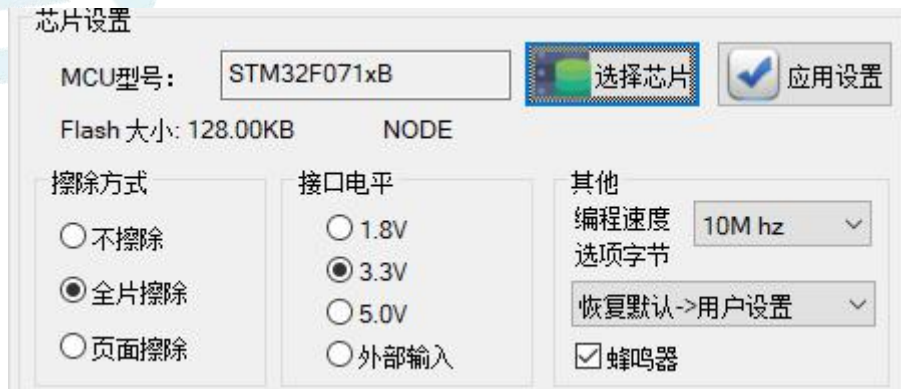 芯片设置
MCU型号: STM32F071xB 选择芯片 应用设置
Flash 大小: 128.00KB NODE
擦除方式 接口电平 其他
不擦除 1.8V 编程速度 10M hz
全片擦除 3.3V 选项字节
页面擦除 5.0V 恢复默认->用户设置
外部输入 蜂鸣器